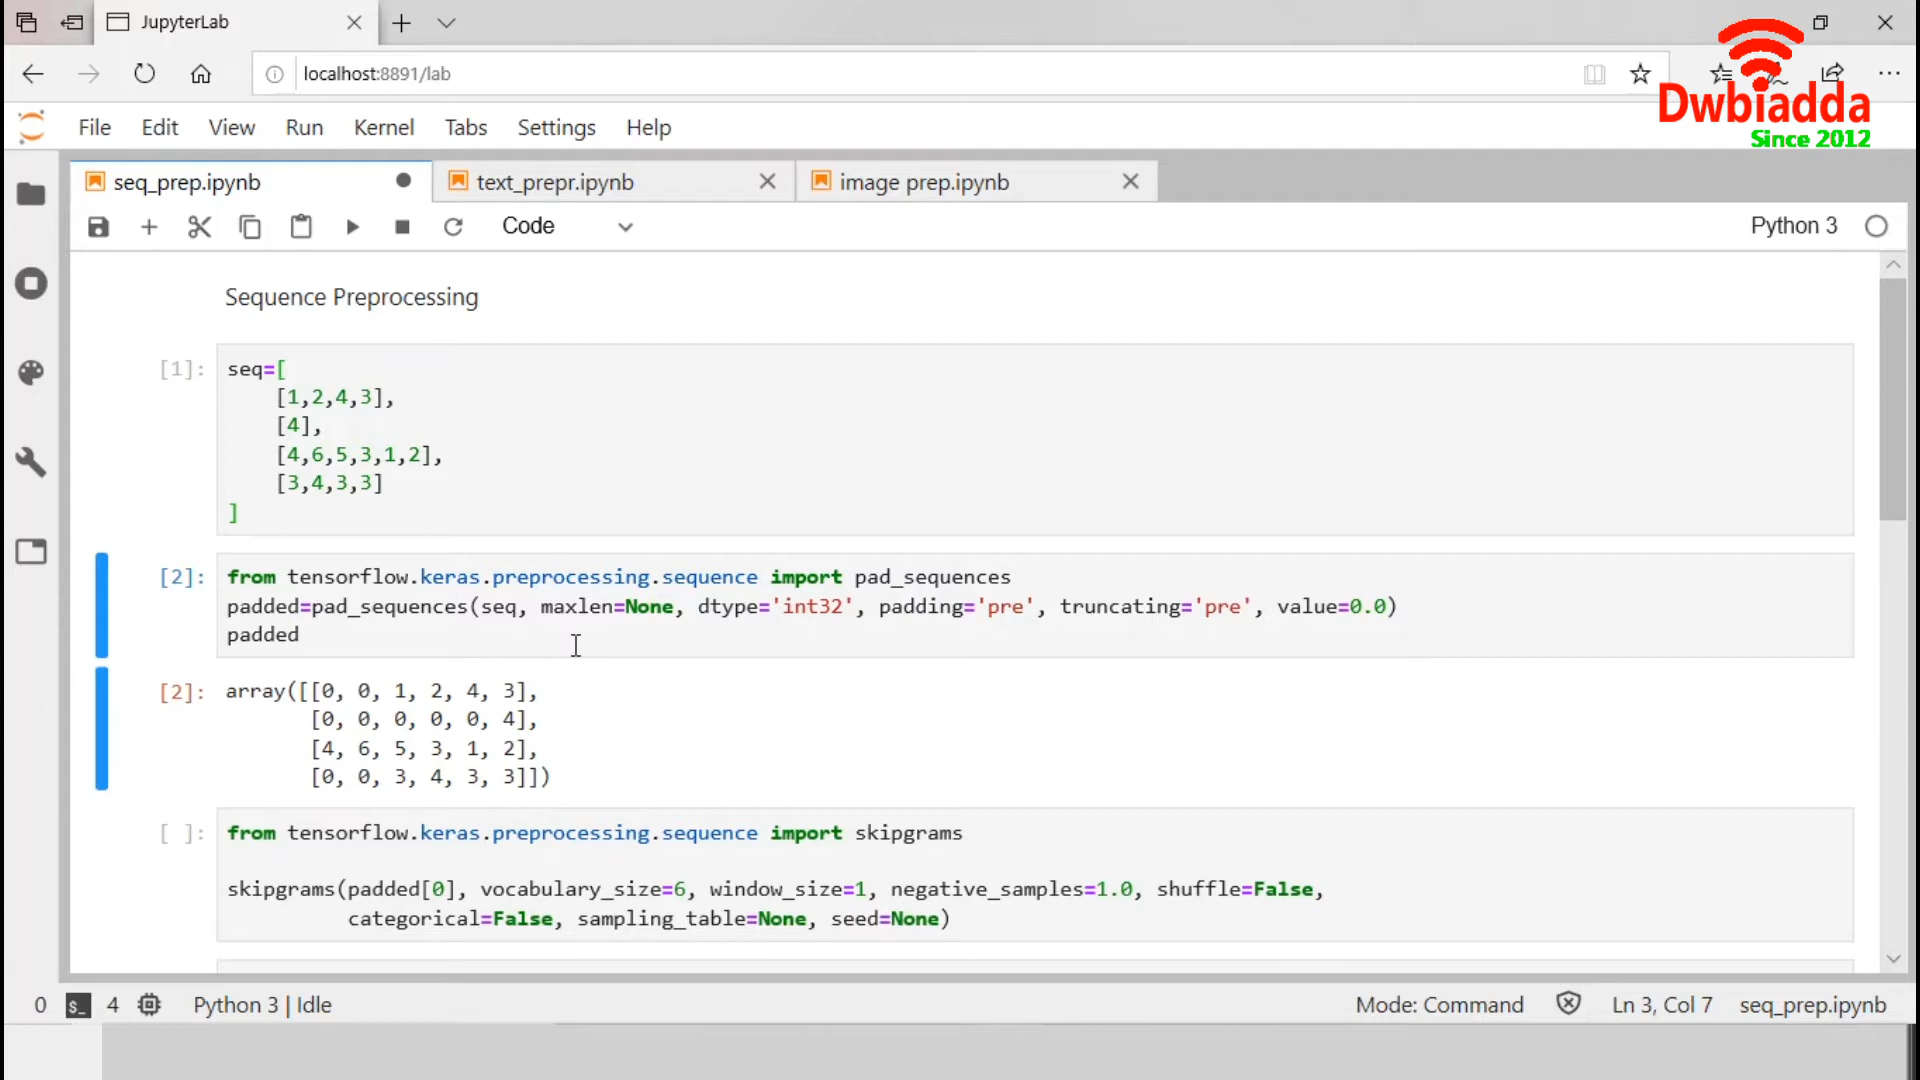 JupyterLab
localhost:8891/lab
Dwbiadda
Since 2012
File Edit View Run Kernel Tabs Settings Help
seq_prep.ipynb text_prepr.ipynb image prep.ipynb
Code Python 3
Sequence Preprocessing
[1]: seq=[
[1,2,4,3],
[4],
[4,6,5,3,1,2],
[3,4,3,3]
]
[2]: from tensorflow.keras.preprocessing.sequence import pad_sequences
padded=pad_sequences(seq, maxlen=None, dtype='int32', padding='pre', truncating='pre', value=0.0)
padded
[2]: array([[0, 0, 1, 2, 4, 3],
[0, 0, 0, 0, 0, 4],
[4, 6, 5, 3, 1, 2],
[0, 0, 3, 4, 3, 3]])
[ ]: from tensorflow.keras.preprocessing.sequence import skipgrams
skipgrams(padded[0], vocabulary_size=6, window_size=1, negative_samples=1.0, shuffle=False,
categorical=False, sampling_table=None, seed=None)
0 $_ 4 Python 3 | Idle Mode: Command Ln 3, Col 7 seq_prep.ipynb